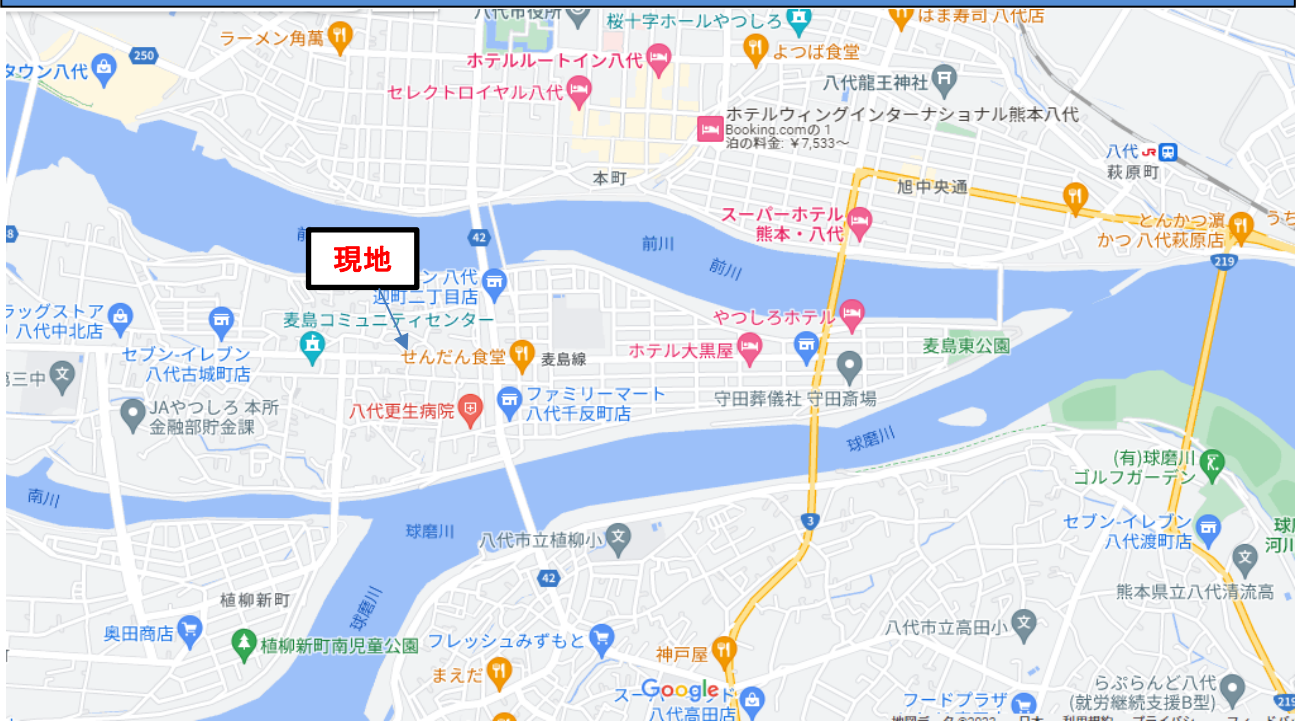 八代市役所
桜十字ホールやつしろ
はま寿司 八代店
ラーメン角萬
よつば食堂
250
ホテルルートイン八代
タウン八代
八代龍王神社
セレクトロイヤル八代
ホテルウィングインターナショナル熊本八代
Booking.comの 1
泊の料金: ￥7,533～
八代 JR
萩原町
本町
旭中央通
スーパーホテル
熊本・八代
とんかつ濵
かつ 八代萩原店
うち
42
前川
前川
219
現地
ン 八代
迎町二丁目店
ラッグストア
八代中北店
麦島コミュニティセンター
やつしろホテル
セブン-イレブン
八代古城町店
せんだん食堂
麦島線
ホテル大黒屋
麦島東公園
第三中
JAやつしろ 本所
金融部貯金課
八代更生病院
ファミリーマート
八代千反町店
守田葬儀社 守田斎場
球磨川
(有)球磨川
ゴルフガーデン
南川
球磨川
八代市立植柳小
3
セブン-イレブン
八代渡町店
球
河川
42
熊本県立八代清流高
植柳新町
球磨川
奥田商店
植柳新町南児童公園
フレッシュみずもと
八代市立高田小
神戸屋
まえだ
Google
八代高田店
フードプラザ
らぷらんど八代
(就労継続支援B型)
219